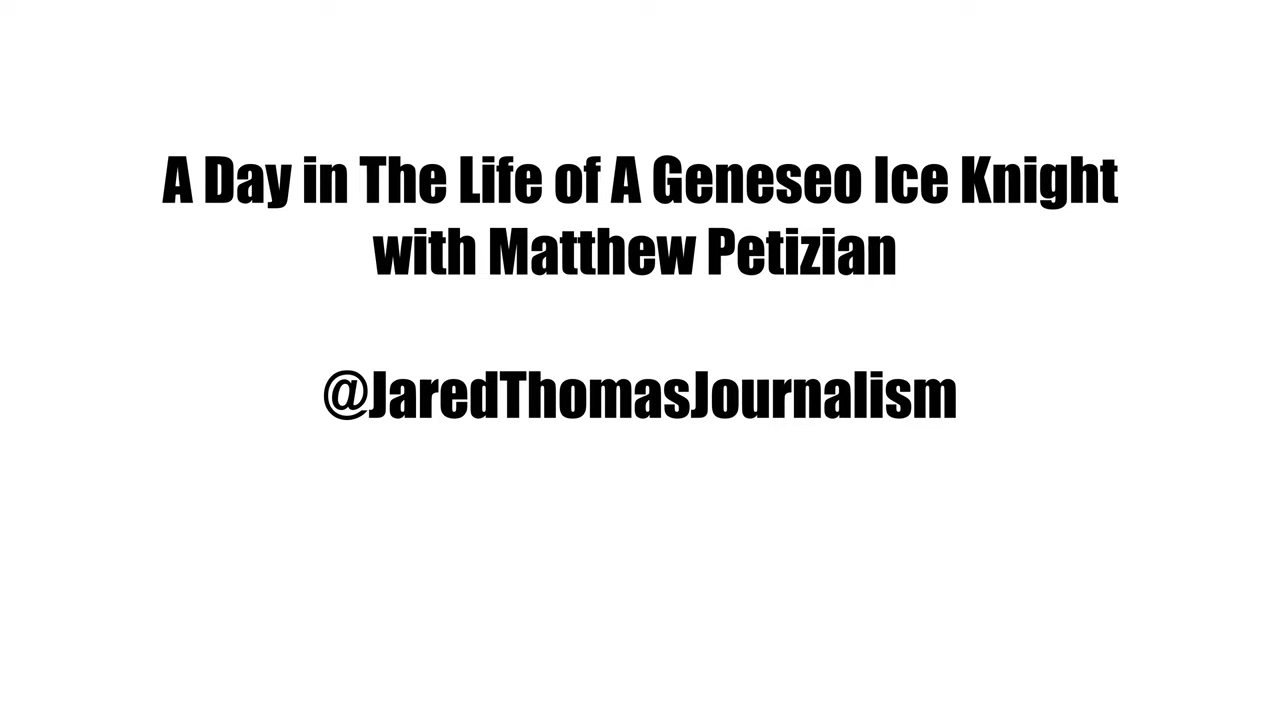 A Day in The Life of A Geneseo Ice Knight
with Matthew Petizian
@JaredThomasJournalism